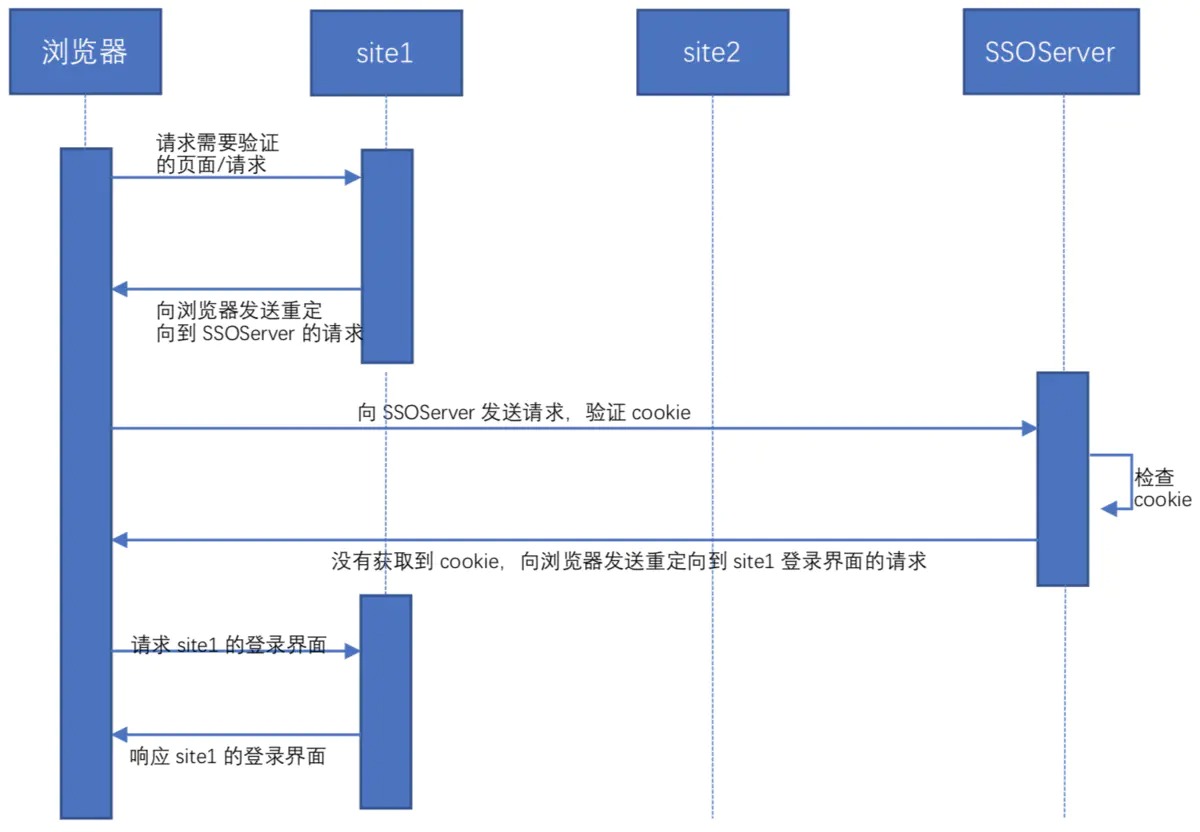 浏览器
site1
site2
SSOServer
请求需要验证
的页面/请求
向浏览器发送重定
向到 SSOServer 的请求
向 SSOServer 发送请求，验证 cookie
检查
cookie
没有获取到 cookie，向浏览器发送重定向到 site1 登录界面的请求
请求 site1 的登录界面
响应 site1 的登录界面